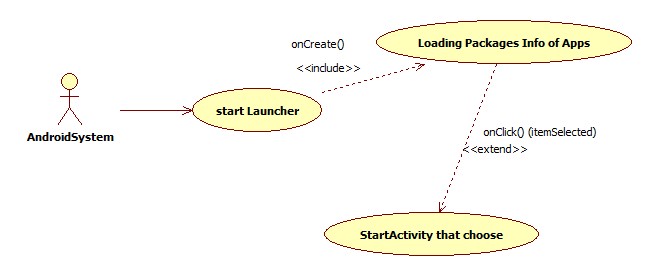 onCreate()
Loading Packages Info of Apps
<<include>>
start Launcher
AndroidSystem
onClick() (itemSelected)
<<extend>>
StartActivity that choose